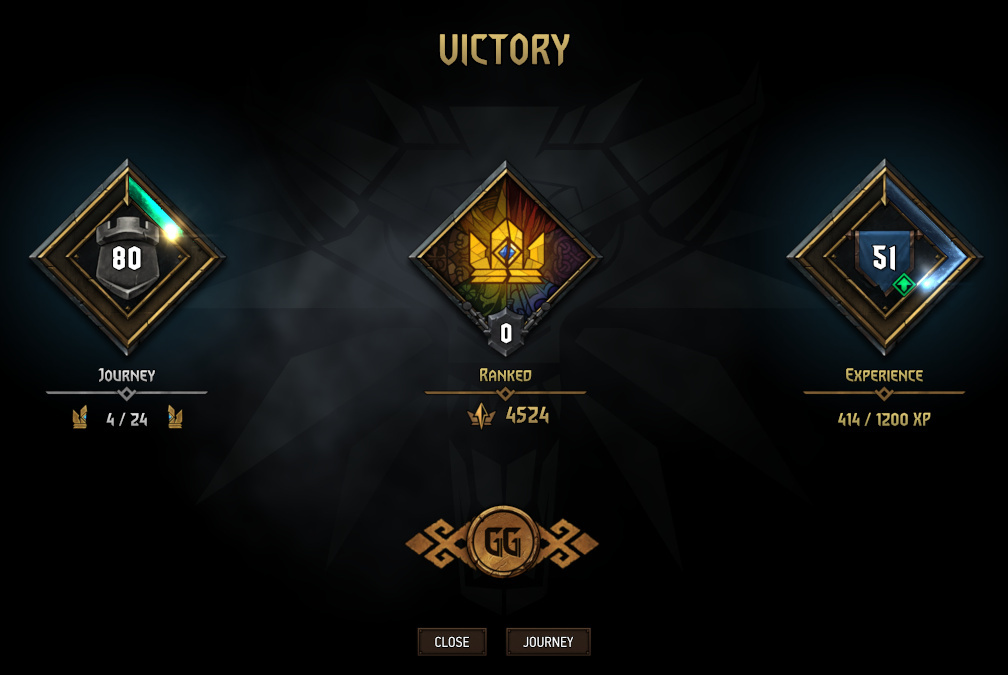 VICTORY
80
0
51
JOURNEY
RANKED
EXPERIENCE
4 / 24
4524
414 / 1200 XP
GG
CLOSE
JOURNEY